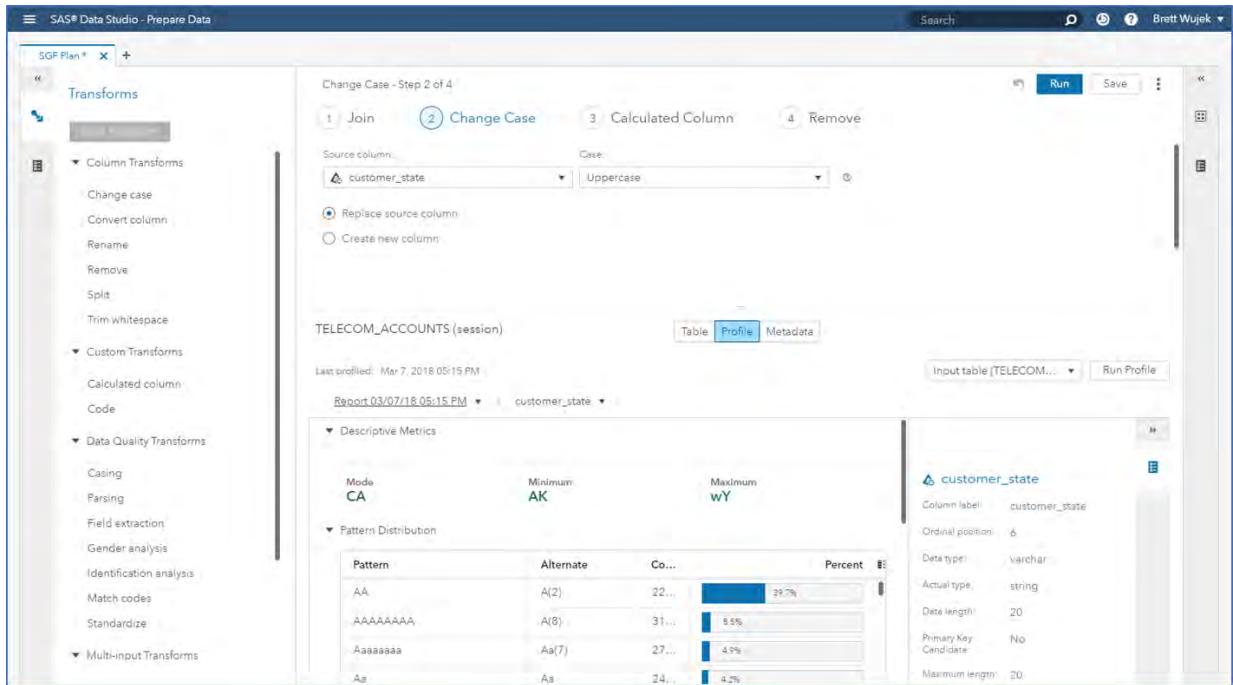 SAS® Data Studio - Prepare Data
Search
Brett Wujek
SGF Plan *
Transforms
Column Transforms
Change case
Convert column
Rename
Remove
Split
Trim whitespace
Custom Transforms
Calculated column
Code
Data Quality Transforms
Casing
Parsing
Field extraction
Gender analysis
Identification analysis
Match codes
Standardize
Multi-input Transforms
Change Case - Step 2 of 4
Run
Save
1 Join
2 Change Case
3 Calculated Column
4 Remove
Source column:
Case:
customer_state
Uppercase
Replace source column
Create new column
TELECOM_ACCOUNTS (session)
Table
Profile
Metadata
Last profiled: Mar 7, 2018 05:15 PM
Input table (TELECOM...
Run Profile
Report 03/07/18 05:15 PM
customer_state
Descriptive Metrics
Mode
CA
Minimum
AK
Maximum
wY
Pattern Distribution
Pattern Alternate Co... Percent
AA A(2) 22... 39.7%
AAAAAAAA A(8) 31... 5.5%
Aaaaaaaa Aa(7) 27... 4.9%
Aa Aa 24... 4.2%
customer_state
Column label: customer_state
Ordinal position: 6
Data type: varchar
Actual type: string
Data length: 20
Primary Key Candidate: No
Maximum length: 20